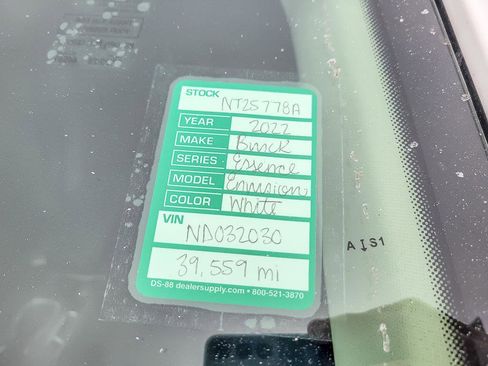 STOCK NT25778A
YEAR 2022
MAKE Buick
SERIES Essence
MODEL Envision
COLOR White
VIN
ND032030
39,559 mi
DS-88 dealersupply.com • 800-521-3870
A S1